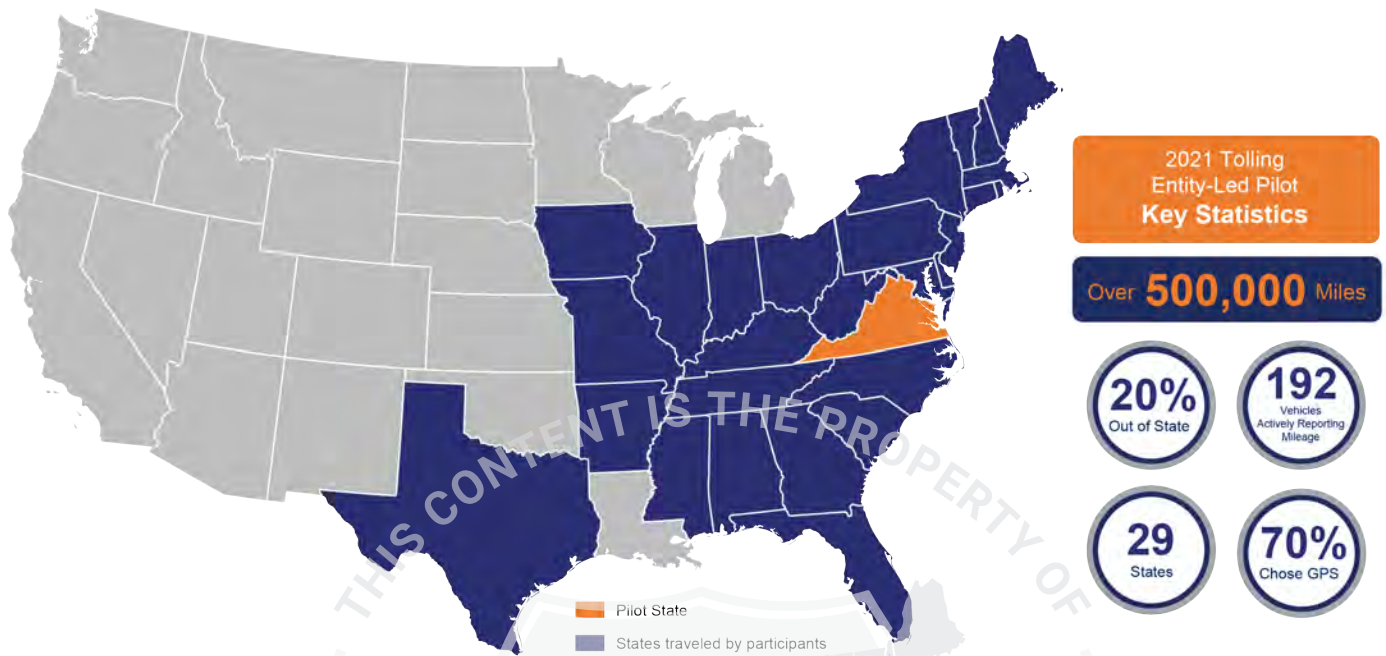 2021 Tolling
Entity-Led Pilot
Key Statistics
Over 500,000 Miles
20%
Out of State
192
Vehicles
Actively Reporting
Mileage
29
States
70%
Chose GPS
Pilot State
States traveled by participants
THIS CONTENT IS THE PROPERTY OF